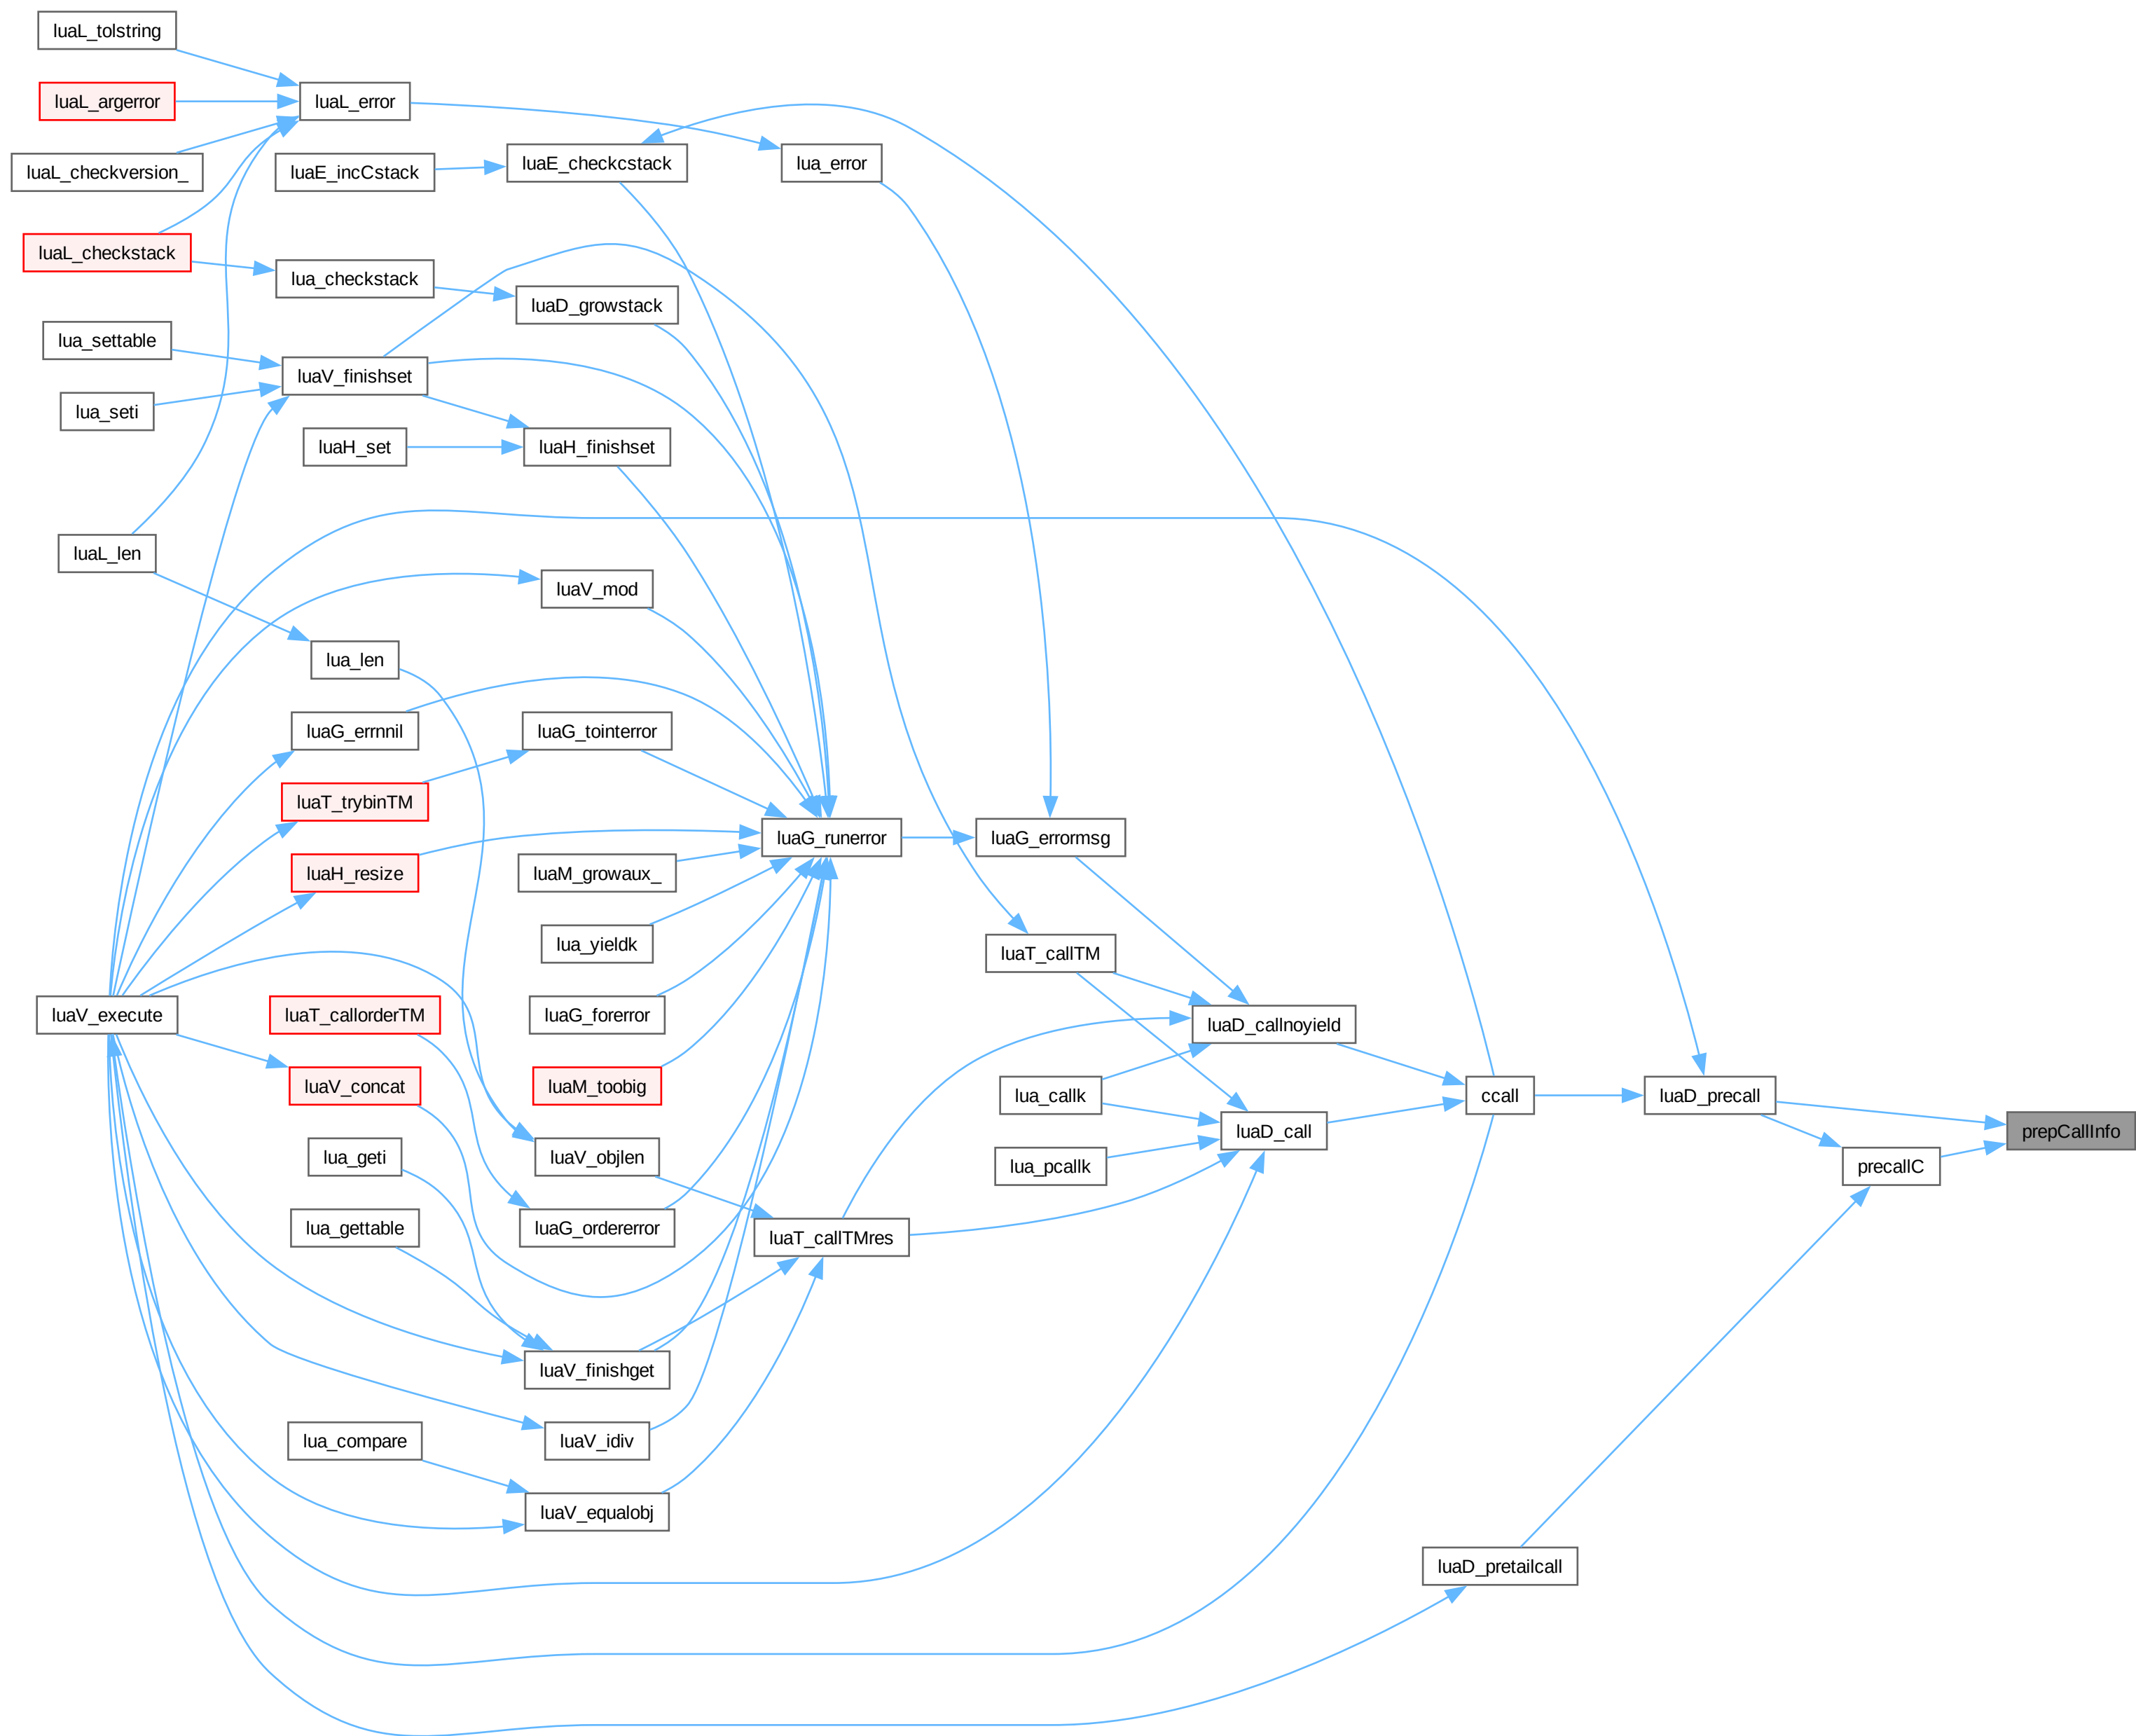 luaL_tolstring
luaL_argerror
luaL_error
luaL_checkversion_
luaE_incCstack
luaE_checkcstack
lua_error
luaL_checkstack
lua_checkstack
luaD_growstack
lua_settable
luaV_finishset
lua_seti
luaH_set
luaH_finishset
luaL_len
luaV_mod
lua_len
luaG_errnnil
luaG_tointerror
luaT_trybinTM
luaG_runerror
luaG_errormsg
luaH_resize
luaM_growaux_
lua_yieldk
luaT_callTM
luaV_execute
luaT_callorderTM
luaG_forerror
luaD_callnoyield
luaV_concat
luaM_toobig
lua_callk
ccall
luaD_precall
prepCallInfo
luaD_call
lua_geti
luaV_objlen
lua_pcallk
precallC
lua_gettable
luaG_ordererror
luaT_callTMres
luaV_finishget
lua_compare
luaV_idiv
luaV_equalobj
luaD_pretailcall